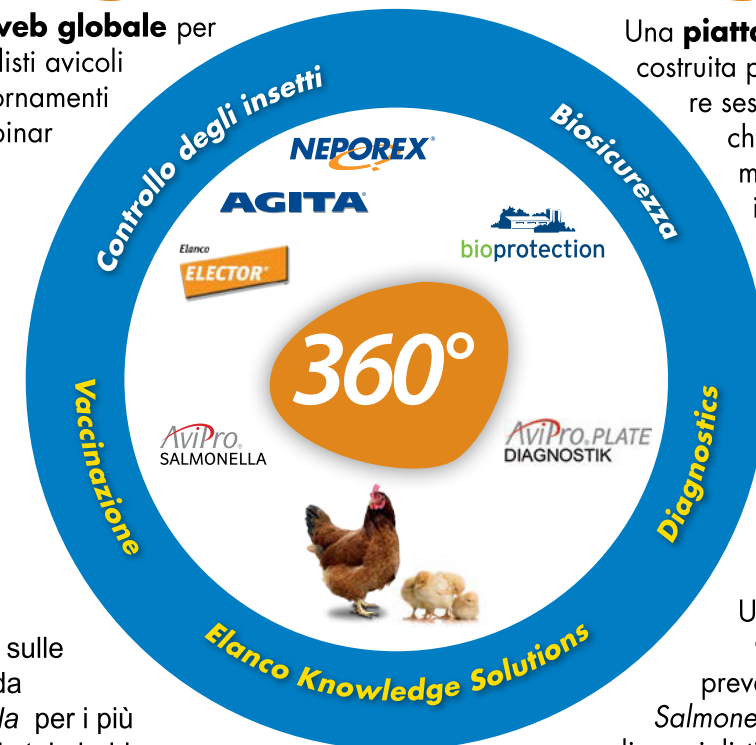 web globale per
listi avicoli
ornamenti
binar
Una piatta
costruita p
re ses
ch
m
i
Controllo degli insetti
Biosicurezza
NEPOREX®
AGITA®
Elanco
ELECTOR®
bioprotection
360°
Vaccinazione
Diagnostics
AviPro®
SALMONELLA
AviPro® PLATE
DIAGNOSTIK
Elanco Knowledge Solutions
sulle
da
la per i più
U
prev
Salmone